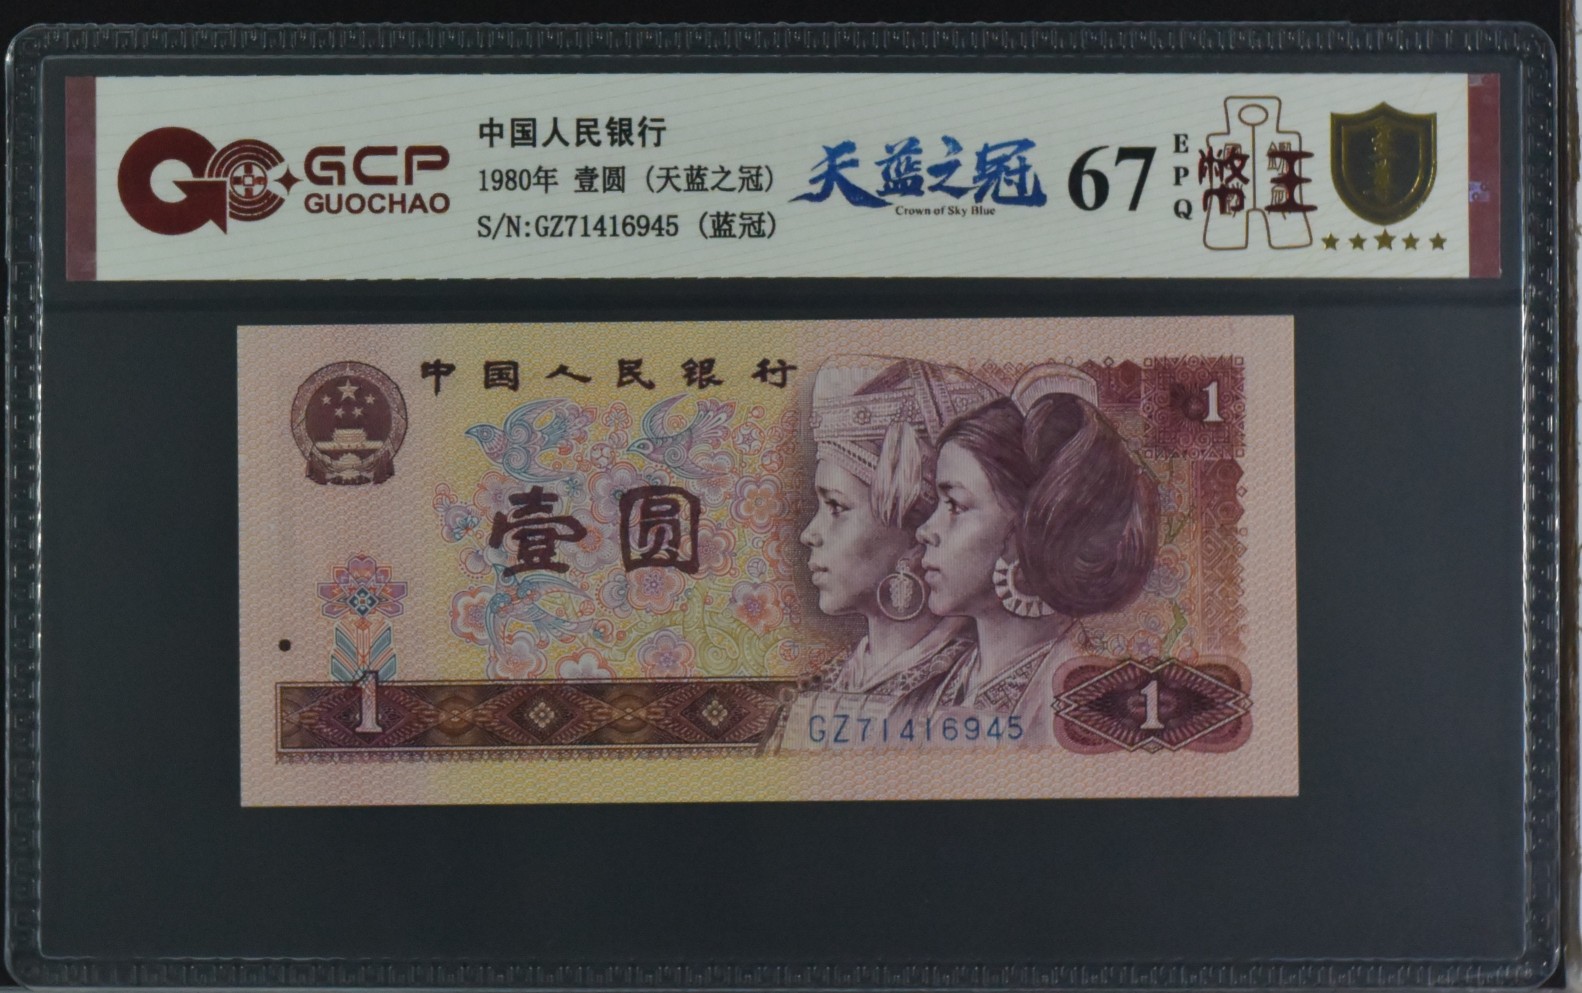 GCP
GUOCHAO
中国人民银行
1980年 壹圆 (天蓝之冠)
S/N:GZ71416945 (蓝冠)
天蓝之冠
Crown of Sky Blue
67
EPQ
中国人民银行
壹圆
1
1
1
GZ71416945